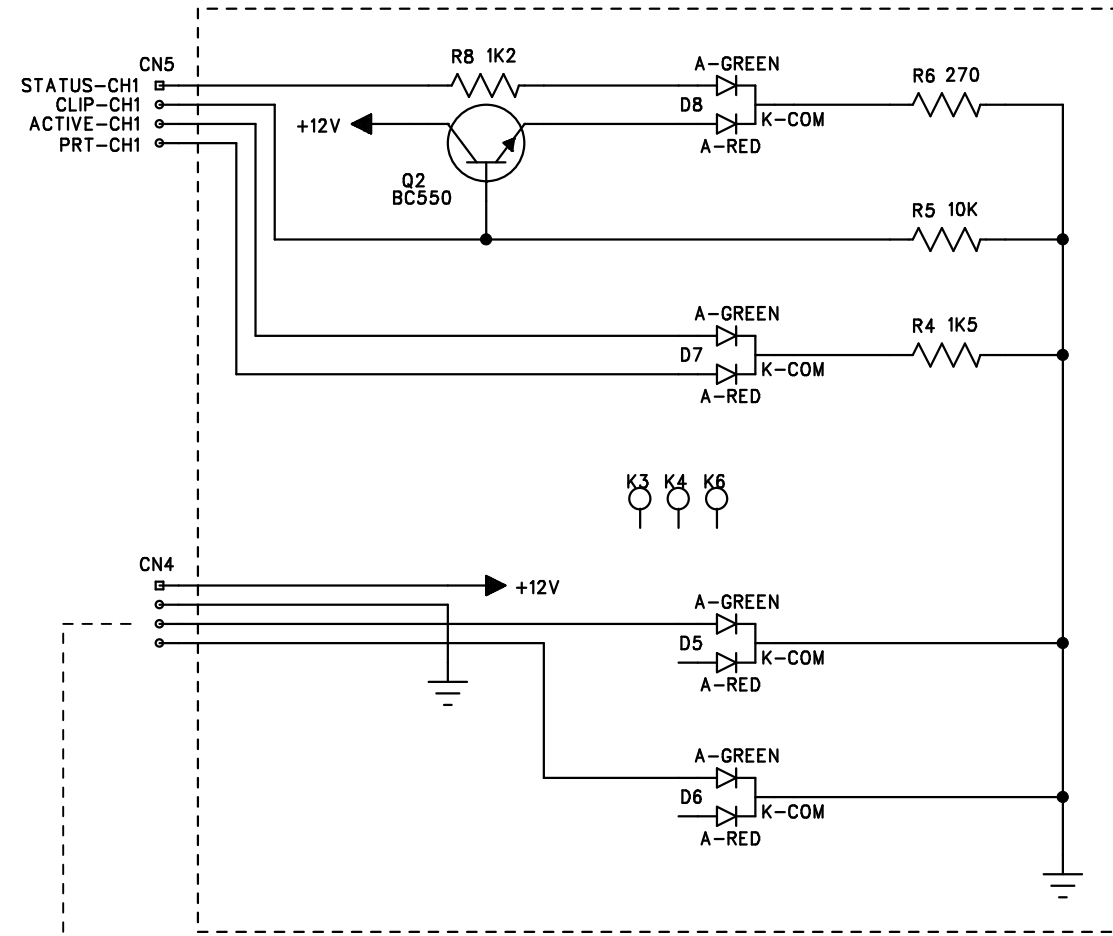 CN5
STATUS-CH1
CLIP-CH1
ACTIVE-CH1
PRT-CH1
R8 1K2
A-GREEN
D8
K-COM
A-RED
R6 270
+12V
Q2
BC550
R5 10K
A-GREEN
D7
K-COM
A-RED
R4 1K5
K3 K4 K6
CN4
+12V
A-GREEN
D5
K-COM
A-RED
A-GREEN
D6
K-COM
A-RED